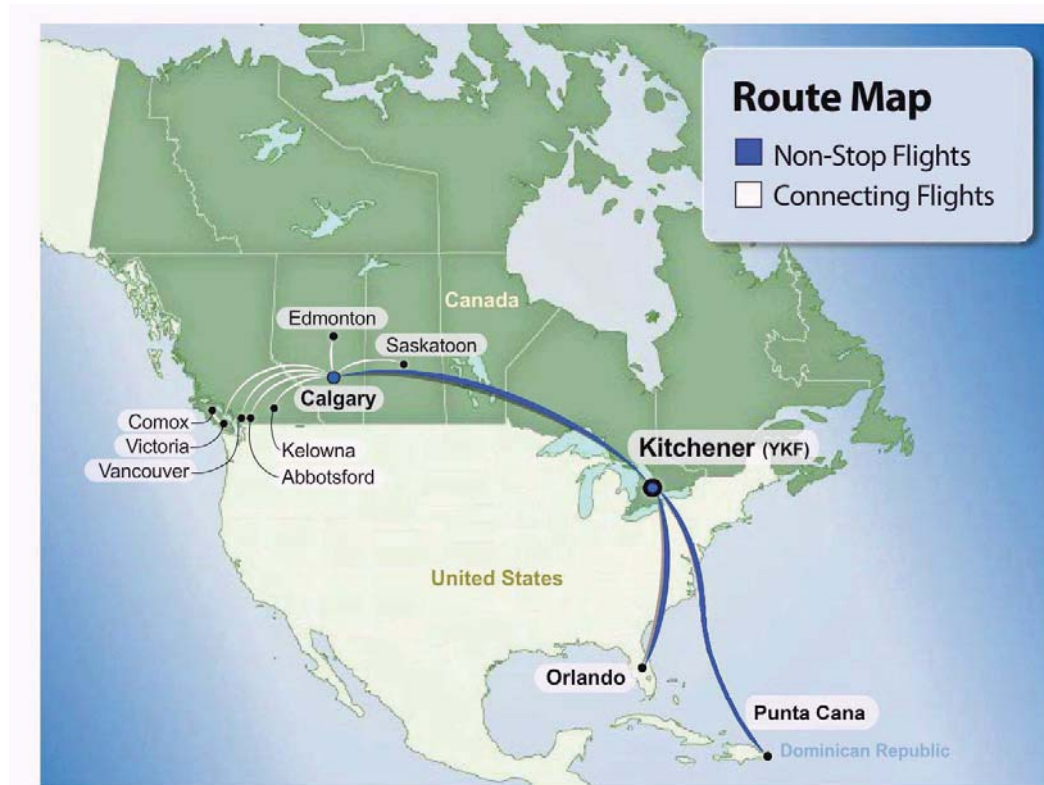 Route Map
Non-Stop Flights
Connecting Flights
Canada
Edmonton
Saskatoon
Calgary
Comox
Victoria
Vancouver
Kelowna
Abbotsford
Kitchener (YKF)
United States
Orlando
Punta Cana
Dominican Republic